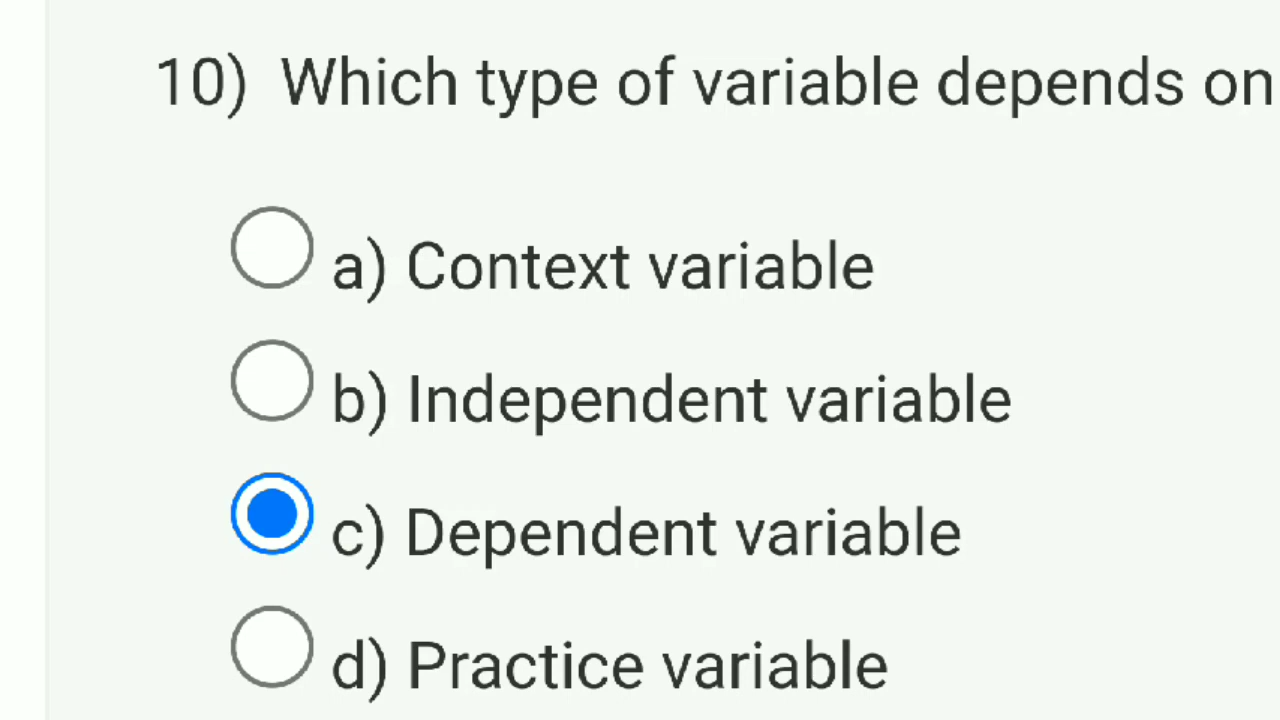 10) Which type of variable depends on
a) Context variable
b) Independent variable
c) Dependent variable
d) Practice variable